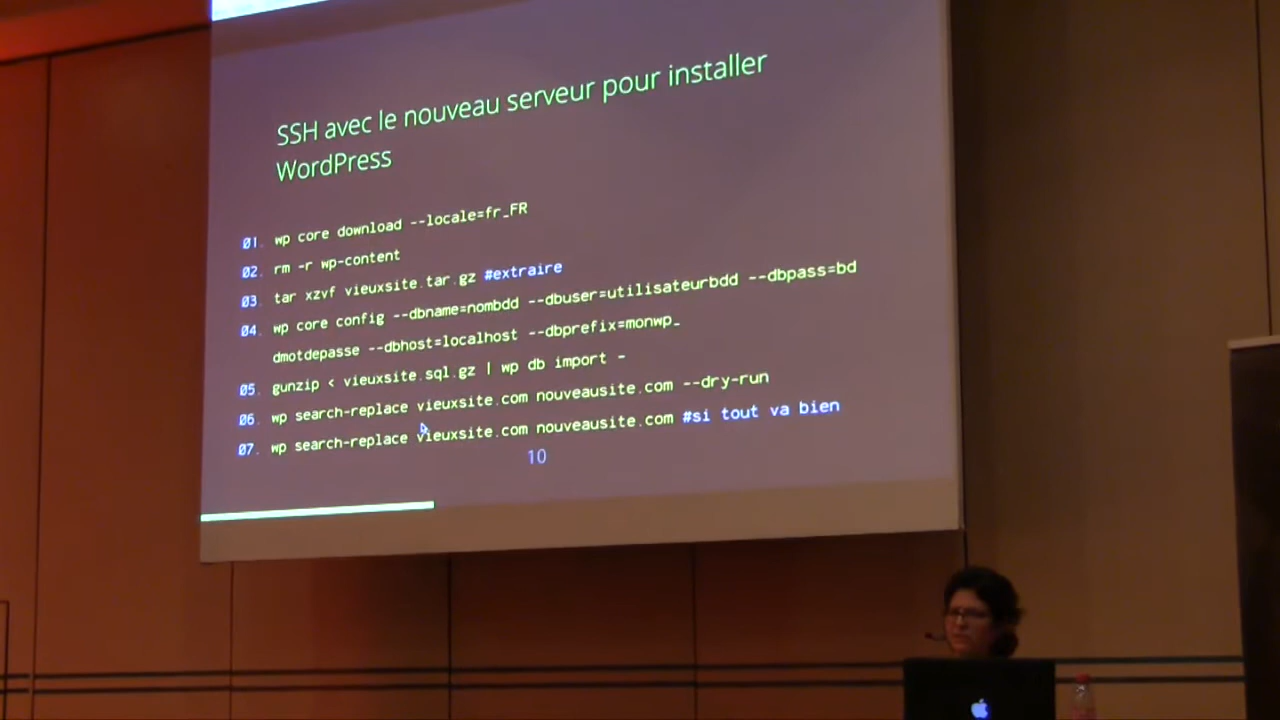 SSH avec le nouveau serveur pour installer
WordPress
01. wp core download --locale=fr_FR
02. rm -r wp-content
03. tar xzvf vieuxsite.tar.gz #extraire
04. wp core config --dbname=nombdd --dbuser=utilisateurbdd --dbpass=bd
dmotdepasse --dbhost=localhost --dbprefix=monwp_
05. gunzip < vieuxsite.sql.gz | wp db import -
06. wp search-replace vieuxsite.com nouveausite.com --dry-run
07. wp search-replace vieuxsite.com nouveausite.com #si tout va bien
10